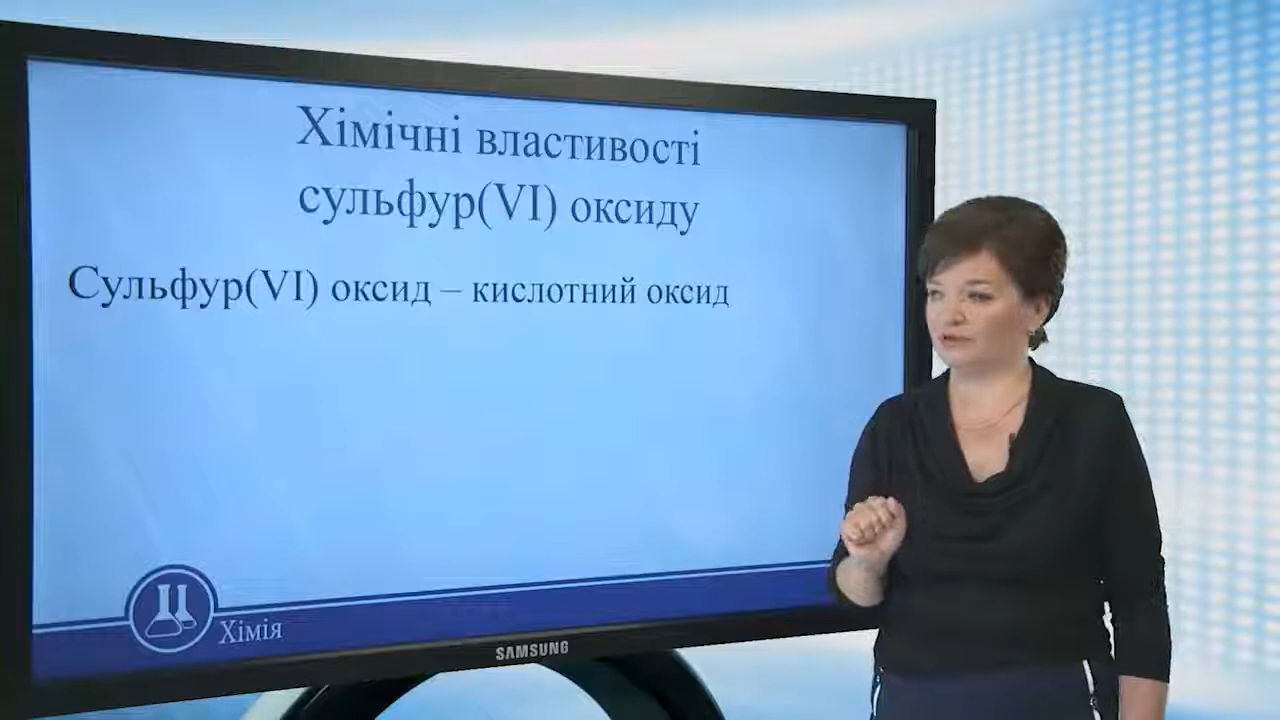 Хімічні властивості
сульфур(VI) оксиду
Сульфур(VI) оксид – кислотний оксид
Хімія
SAMSUNG